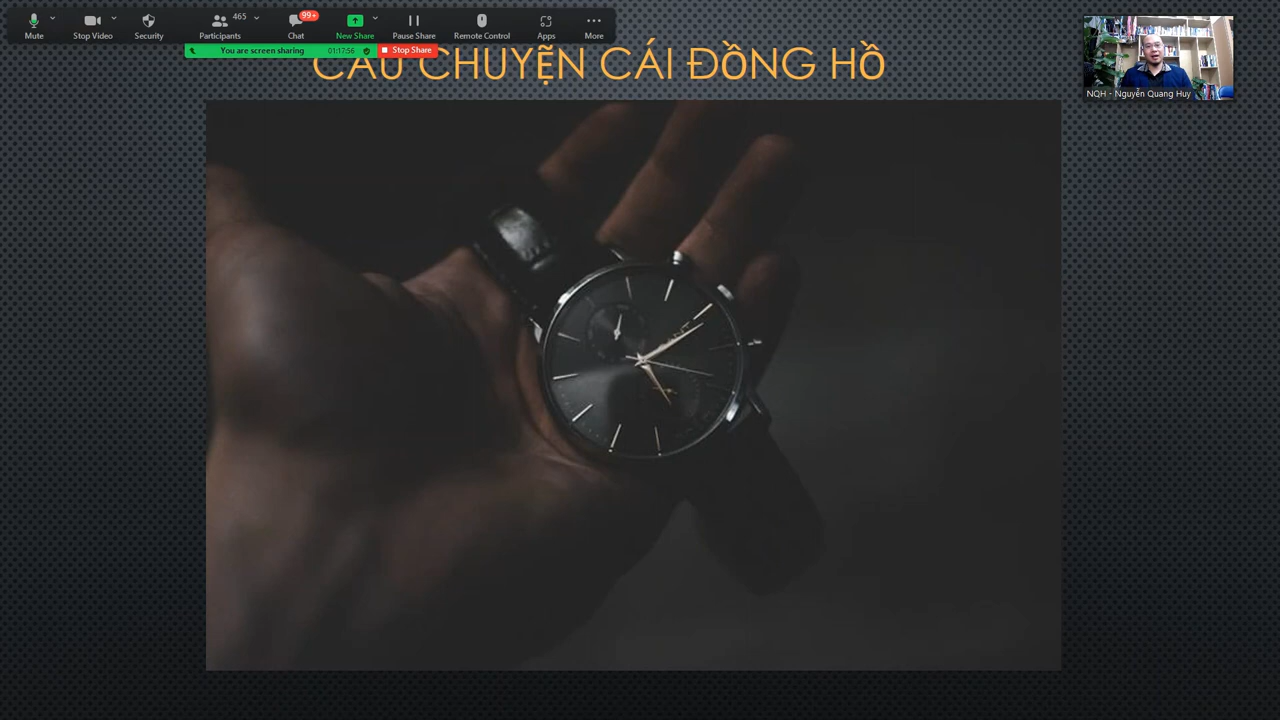 465
99+
Mute
Stop Video
Security
Participants
Chat
New Share
Pause Share
Remote Control
Apps
More
You are screen sharing
01:17:56
Stop Share
CÂU CHUYỆN CÁI ĐỒNG HỒ
NQH - Nguyễn Quang Huy